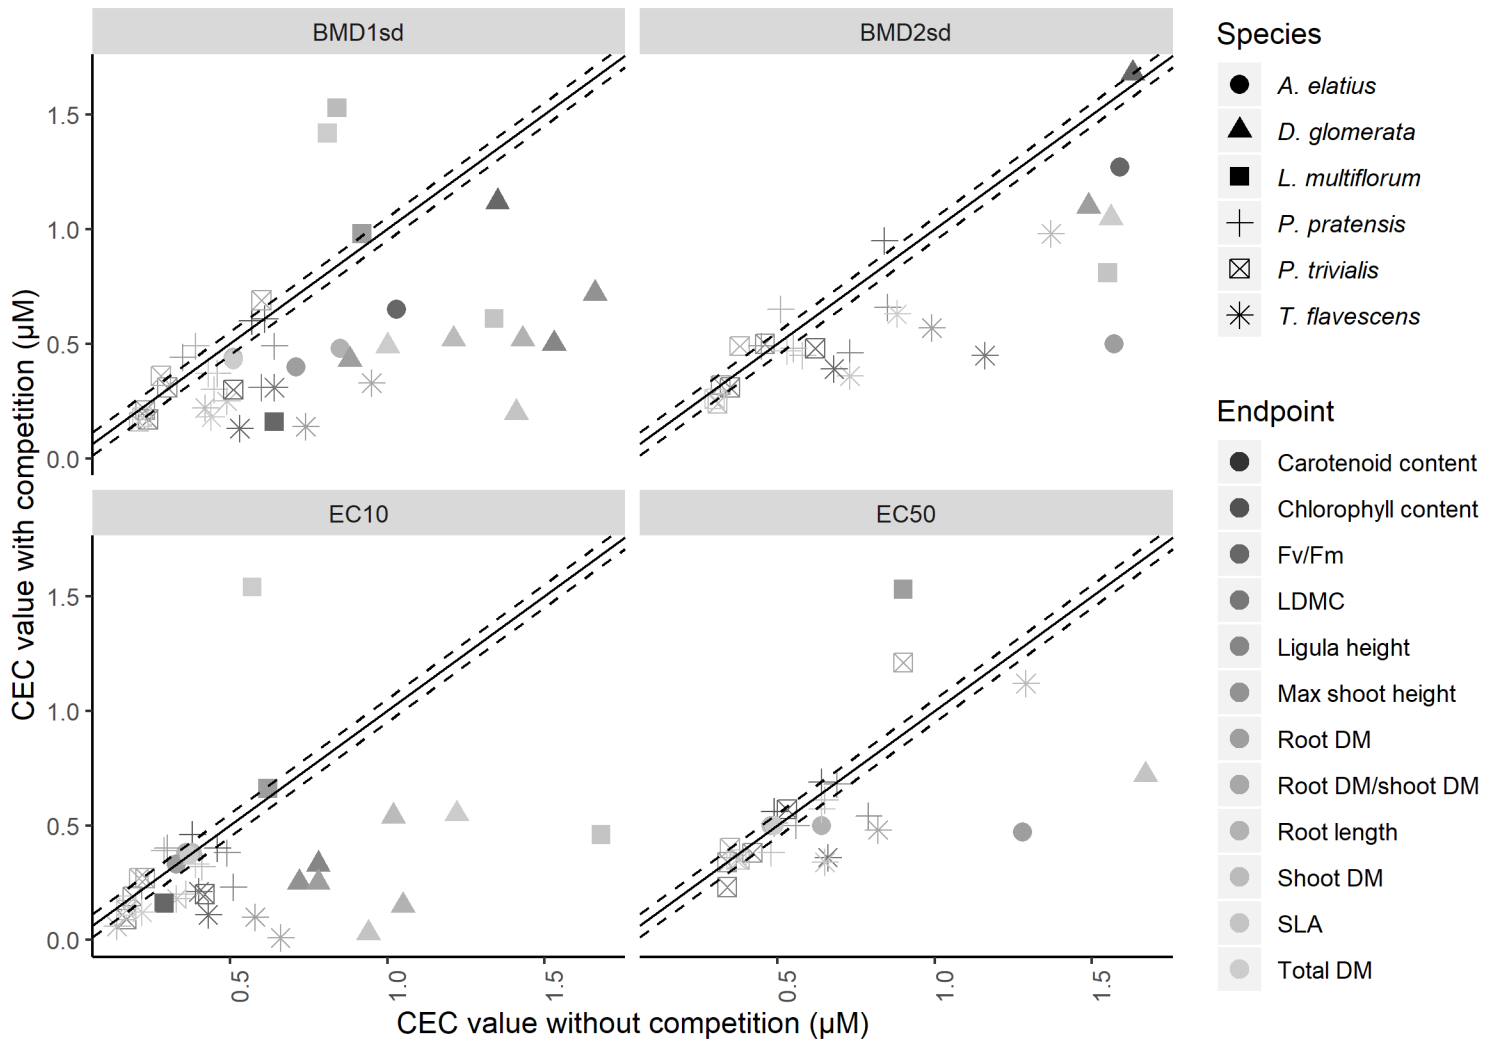 BMD1sd
BMD2sd
1.5
1.0
0.5
0.0
EC10
EC50
1.5
1.0
0.5
0.0
0.5
1.0
1.5
0.5
1.0
1.5
CEC value with competition (µM)
CEC value without competition (µM)
Species
A. elatius
D. glomerata
L. multiflorum
P. pratensis
P. trivialis
T. flavescens
Endpoint
Carotenoid content
Chlorophyll content
Fv/Fm
LDMC
Ligula height
Max shoot height
Root DM
Root DM/shoot DM
Root length
Shoot DM
SLA
Total DM